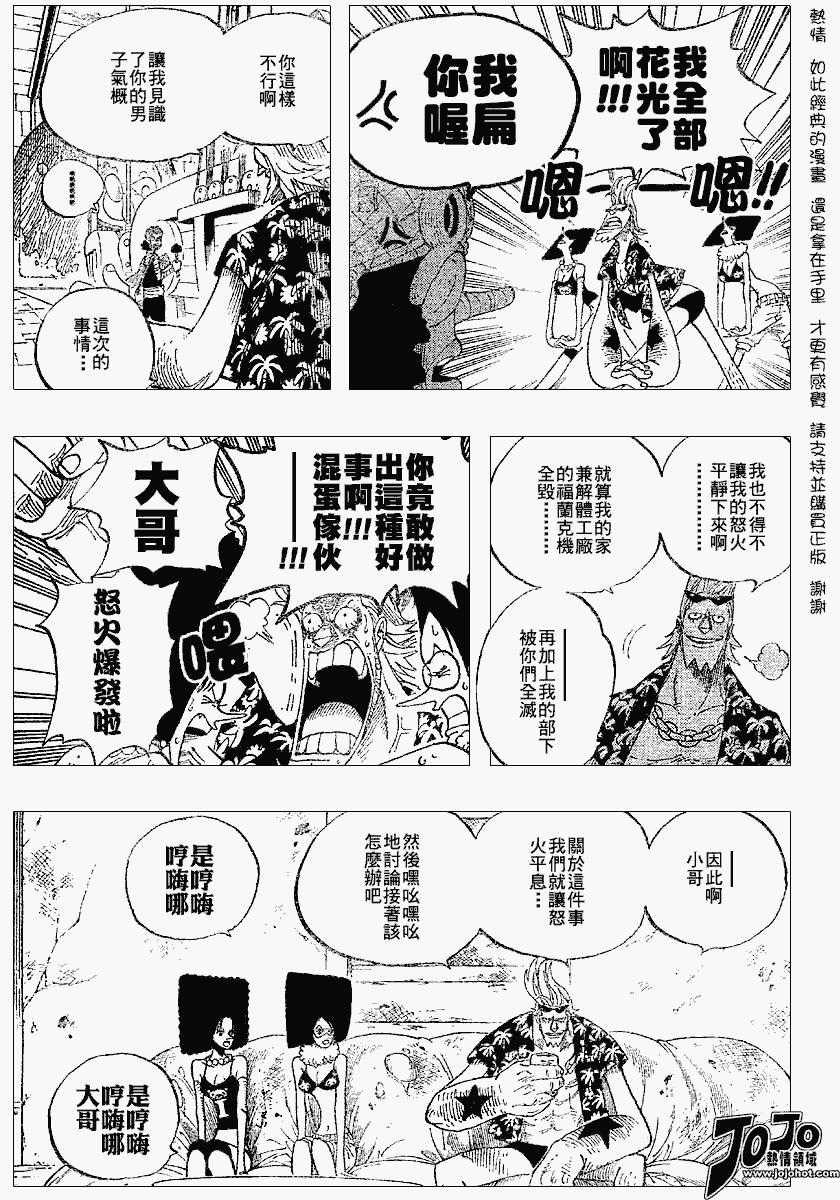 我全部
花光了
啊!!!
我扁
你喔
嗯——嗯!!
你這樣
不行啊
讓我見識
了你的男
子氣概
…………
這次的
事情…
我也不得不
讓我的怒火
平靜下來啊
…………
就算我的家
兼解體工廠
的福蘭克機
全毀………
——
再加上我的部下
被你們全滅
你竟敢做
出這種好
事啊!!!
混蛋傢伙
——!!!
喂
大哥
怒火爆發啦
——
因此啊
小哥
關於這件事
我們就讓怒
火平息…
然後嘿吆嘿吆
地討論接著該
怎麼辦吧
是哼嗨
哼嗨哪
是哼嗨
哼嗨哪
大哥
熱情 如此經典的漫畫 還是拿在手里 才更有感覺 請支持並購買正版 謝謝
JOJO
熱情領域
www.jojohot.com